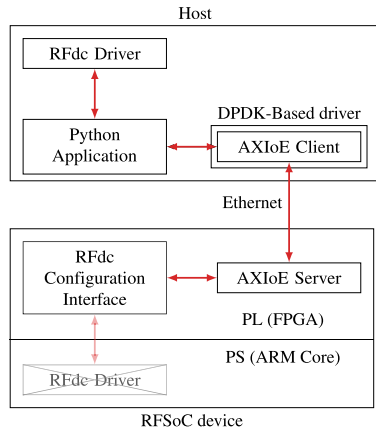 Host
RFdc Driver
DPDK-Based driver
Python
Application
AXIoE Client
Ethernet
RFdc
Configuration
Interface
AXIoE Server
PL (FPGA)
PS (ARM Core)
RFdc Driver
RFSoC device